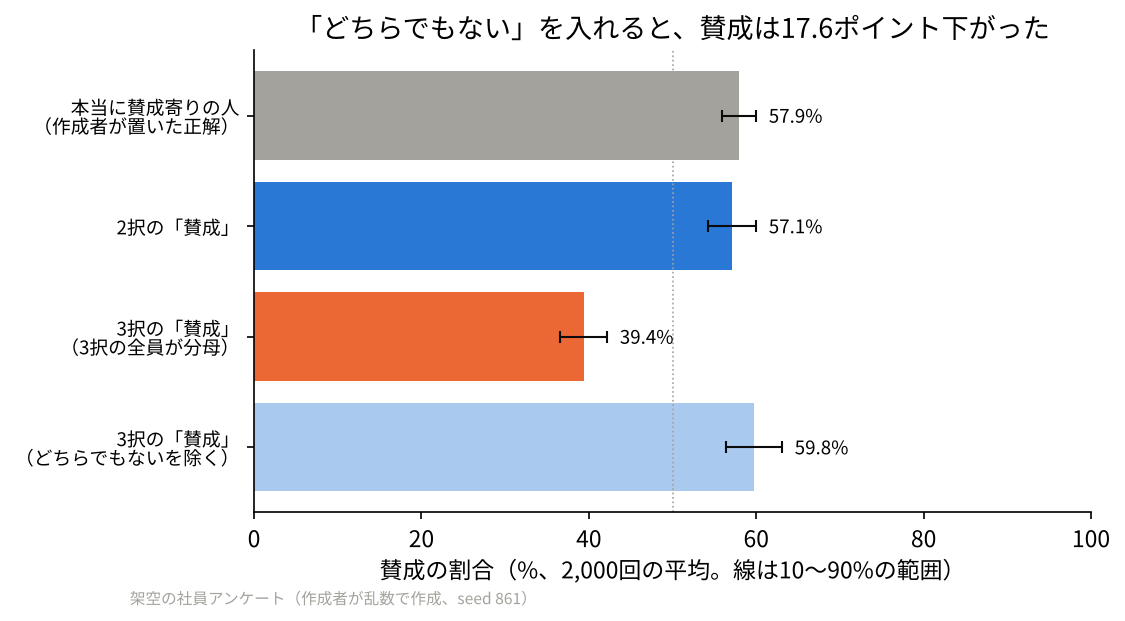 「どちらでもない」を入れると、賛成は17.6ポイント下がった
本当に賛成寄りの人
（作成者が置いた正解）
57.9%
2択の「賛成」
57.1%
3択の「賛成」
（3択の全員が分母）
39.4%
3択の「賛成」
（どちらでもないを除く）
59.8%
0 20 40 60 80 100
賛成の割合（%、2,000回の平均。線は10〜90%の範囲）
架空の社員アンケート（作成者が乱数で作成、seed 861）